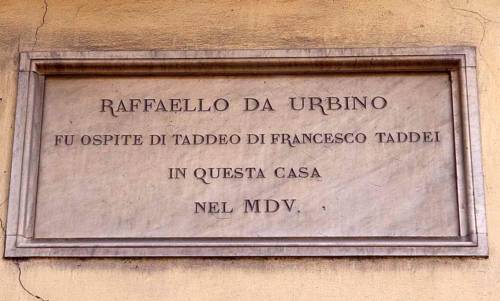 RAFFAELLO DA URBINO
FU OSPITE DI TADDEO DI FRANCESCO TADDEI
IN QUESTA CASA
NEL MDV.